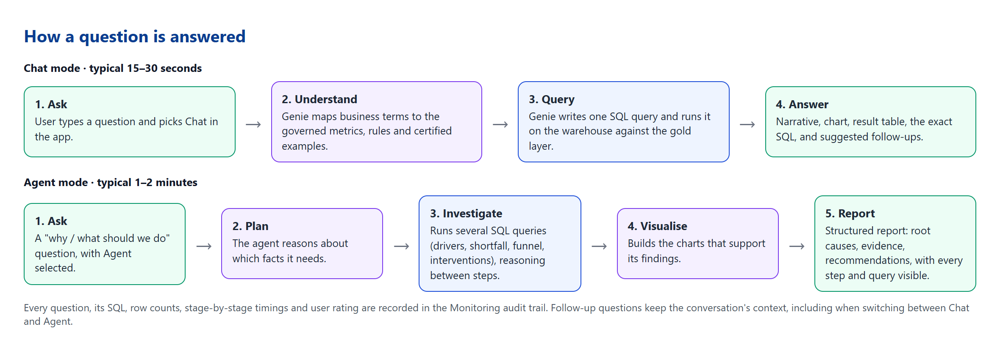 How a question is answered
Chat mode · typical 15–30 seconds
1. Ask
User types a question and picks Chat in
the app.
→
2. Understand
Genie maps business terms to the
governed metrics, rules and certified
examples.
→
3. Query
Genie writes one SQL query and runs it
on the warehouse against the gold
layer.
→
4. Answer
Narrative, chart, result table, the exact
SQL, and suggested follow-ups.
Agent mode · typical 1–2 minutes
1. Ask
A "why / what should we do"
question, with Agent
selected.
→
2. Plan
The agent reasons about
which facts it needs.
→
3. Investigate
Runs several SQL queries
(drivers, shortfall, funnel,
interventions), reasoning
between steps.
→
4. Visualise
Builds the charts that support
its findings.
→
5. Report
Structured report: root
causes, evidence,
recommendations, with every
step and query visible.
Every question, its SQL, row counts, stage-by-stage timings and user rating are recorded in the Monitoring audit trail. Follow-up questions keep the conversation's context, including when switching between Chat
and Agent.